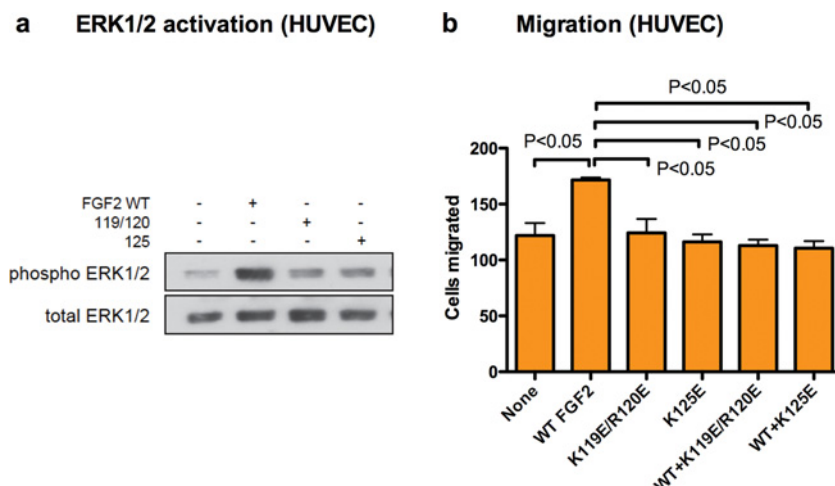 a ERK1/2 activation (HUVEC)
FGF2 WT - + - -
119/120 - - + -
125 - - - +
phospho ERK1/2
total ERK1/2
b Migration (HUVEC)
P<0.05
P<0.05
P<0.05
P<0.05
P<0.05
Cells migrated
200
150
100
50
0
None
WT FGF2
K119E/R120E
K125E
WT+K119E/R120E
WT+K125E